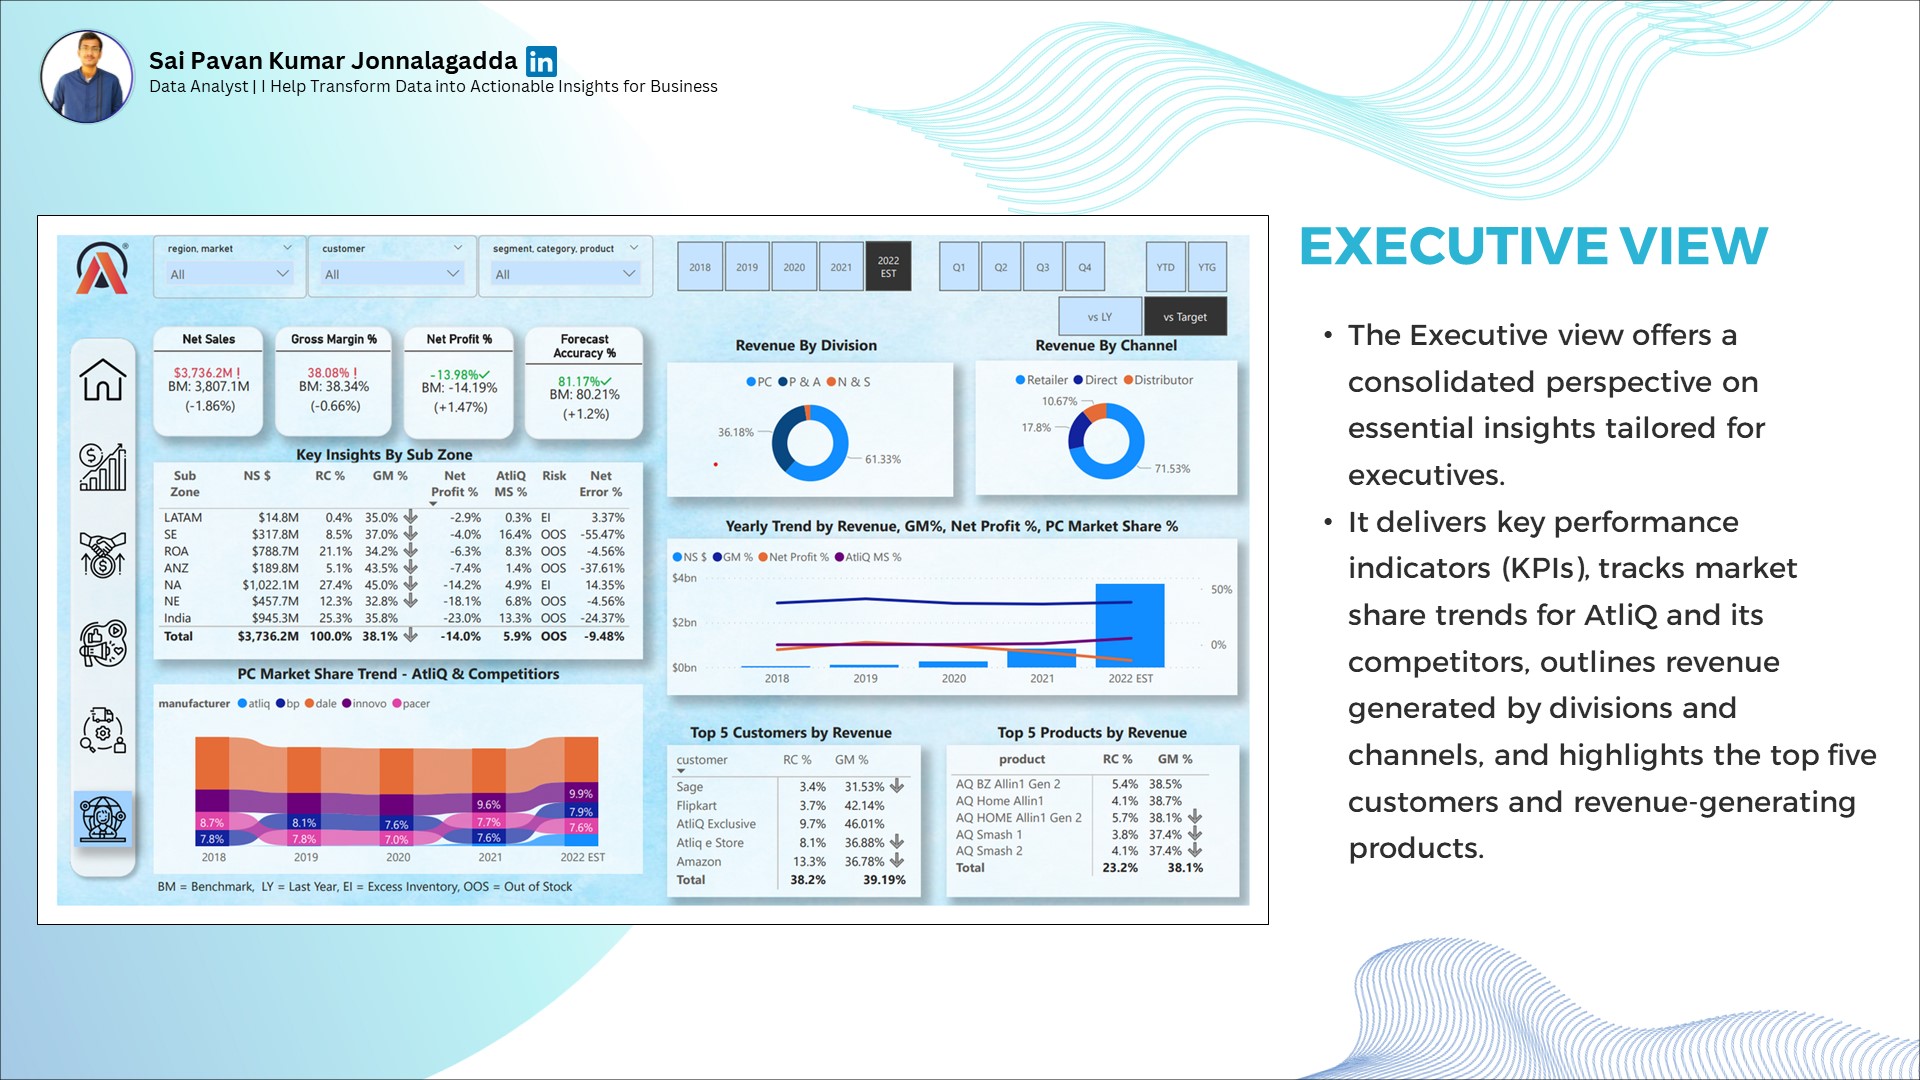 Sai Pavan Kumar Jonnalagadda in
Data Analyst | I Help Transform Data into Actionable Insights for Business
EXECUTIVE VIEW
• The Executive view offers a
consolidated perspective on
essential insights tailored for
executives.
• It delivers key performance
indicators (KPIs), tracks market
share trends for AtliQ and its
competitors, outlines revenue
generated by divisions and
channels, and highlights the top five
customers and revenue-generating
products.
region, market
All
customer
All
segment, category, product
All
2018 2019 2020 2021 2022
EST
Q1 Q2 Q3 Q4
YTD YTG
vs LY vs Target
Net Sales
$3,736.2M !
BM: 3,807.1M
(-1.86%)
Gross Margin %
38.08% !
BM: 38.34%
(-0.66%)
Net Profit %
-13.98%✓
BM: -14.19%
(+1.47%)
Forecast
Accuracy %
81.17%✓
BM: 80.21%
(+1.2%)
Key Insights By Sub Zone
Sub Zone NS $ RC % GM % Net Profit % AtliQ MS % Risk Net Error %
LATAM $14.8M 0.4% 35.0% -2.9% 0.3% EI 3.37%
SE $317.8M 8.5% 37.0% -4.0% 16.4% OOS -55.47%
ROA $788.7M 21.1% 34.2% -6.3% 8.3% OOS -4.56%
ANZ $189.8M 5.1% 43.5% -7.4% 1.4% OOS -37.61%
NA $1,022.1M 27.4% 45.0% -14.2% 4.9% EI 14.35%
NE $457.7M 12.3% 32.8% -18.1% 6.8% OOS -4.56%
India $945.3M 25.3% 35.8% -23.0% 13.3% OOS -24.37%
Total $3,736.2M 100.0% 38.1% -14.0% 5.9% OOS -9.48%
PC Market Share Trend - AtliQ & Competitiors
manufacturer atliq bp dale innovo pacer
9.9%
9.6% 7.9%
8.7% 8.1% 7.6% 7.7% 7.6%
7.8% 7.8% 7.0% 7.6%
2018 2019 2020 2021 2022 EST
BM = Benchmark, LY = Last Year, EI = Excess Inventory, OOS = Out of Stock
Revenue By Division
PC P & A N & S
36.18%
61.33%
Revenue By Channel
Retailer Direct Distributor
10.67%
17.8%
71.53%
Yearly Trend by Revenue, GM%, Net Profit %, PC Market Share %
NS $ GM % Net Profit % AtliQ MS %
$4bn
50%
$2bn
0%
$0bn
2018 2019 2020 2021 2022 EST
Top 5 Customers by Revenue
customer RC % GM %
Sage 3.4% 31.53%
Flipkart 3.7% 42.14%
AtliQ Exclusive 9.7% 46.01%
Atliq e Store 8.1% 36.88%
Amazon 13.3% 36.78%
Total 38.2% 39.19%
Top 5 Products by Revenue
product RC % GM %
AQ BZ Allin1 Gen 2 5.4% 38.5%
AQ Home Allin1 4.1% 38.7%
AQ HOME Allin1 Gen 2 5.7% 38.1%
AQ Smash 1 3.8% 37.4%
AQ Smash 2 4.1% 37.4%
Total 23.2% 38.1%